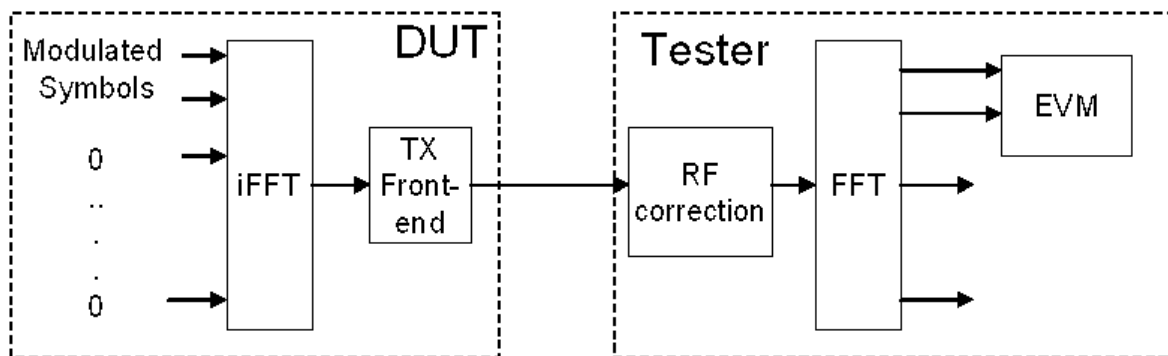 DUT
Modulated
Symbols
0
..
.
.
0
iFFT
TX
Front-
end
Tester
RF
correction
FFT
EVM